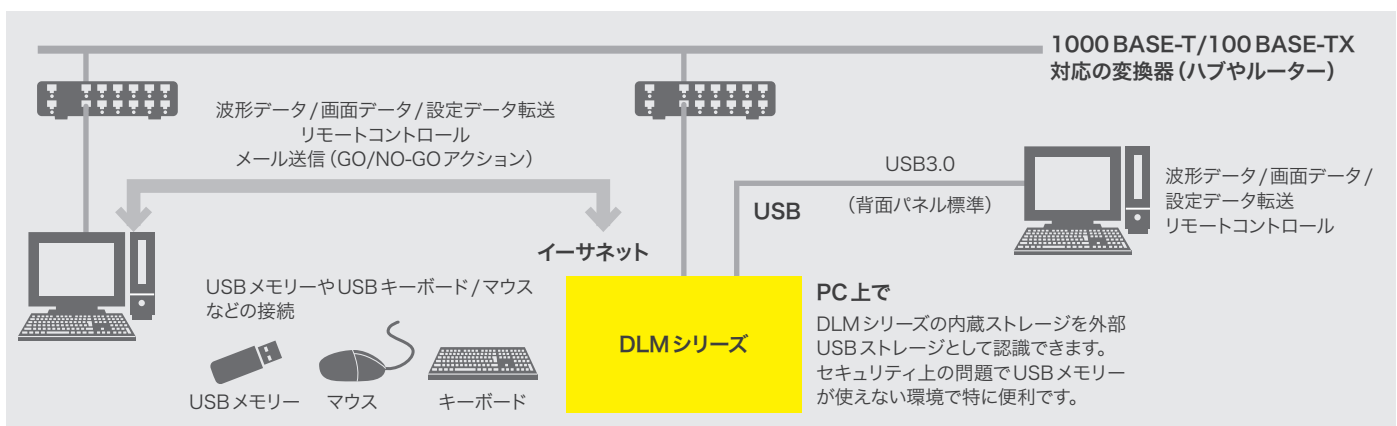 1000 BASE-T/100 BASE-TX
対応の変換器（ハブやルーター）
波形データ/画面データ/設定データ転送
リモートコントロール
メール送信（GO/NO-GOアクション）
USB3.0
（背面パネル標準）
USB
波形データ/画面データ/
設定データ転送
リモートコントロール
イーサネット
USBメモリーやUSBキーボード/マウス
などの接続
USBメモリー
マウス
キーボード
DLMシリーズ
PC上で
DLMシリーズの内蔵ストレージを外部
USBストレージとして認識できます。
セキュリティ上の問題でUSBメモリー
が使えない環境で特に便利です。